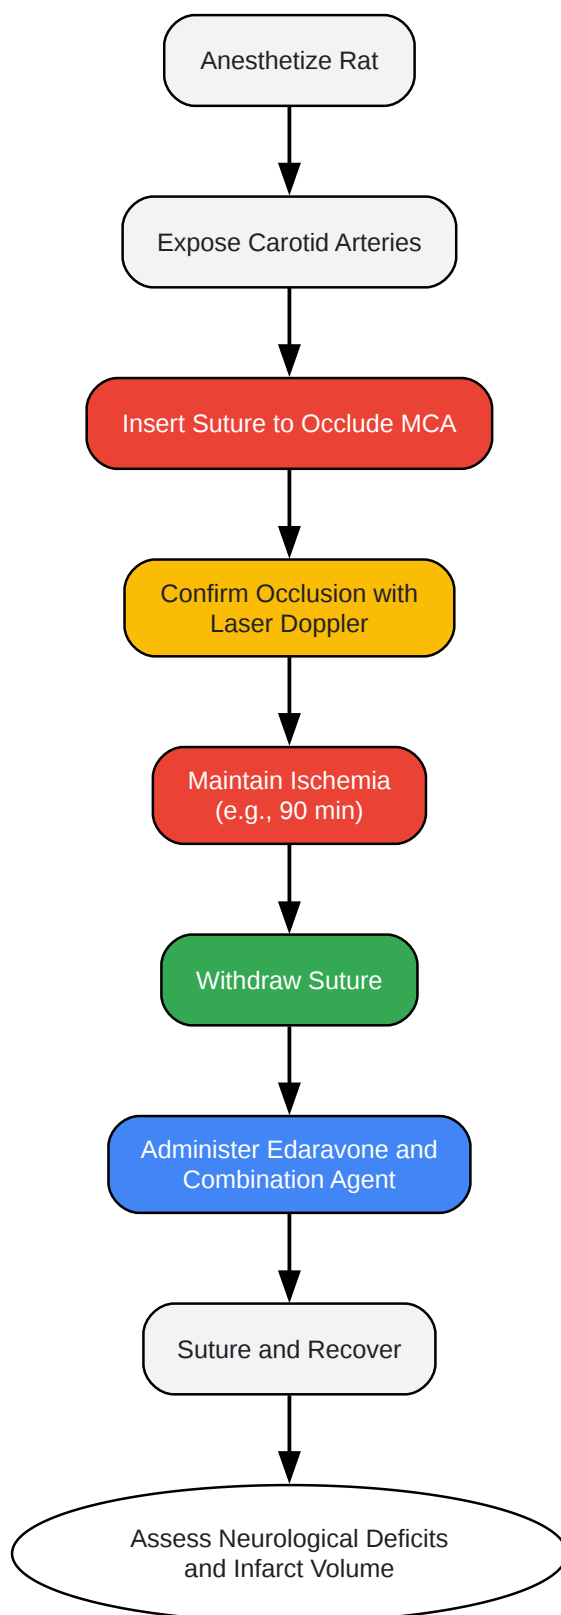 Anesthetize Rat
Expose Carotid Arteries
Insert Suture to Occlude MCA
Confirm Occlusion with
Laser Doppler
Maintain Ischemia
(e.g., 90 min)
Withdraw Suture
Administer Edaravone and
Combination Agent
Suture and Recover
Assess Neurological Deficits
and Infarct Volume